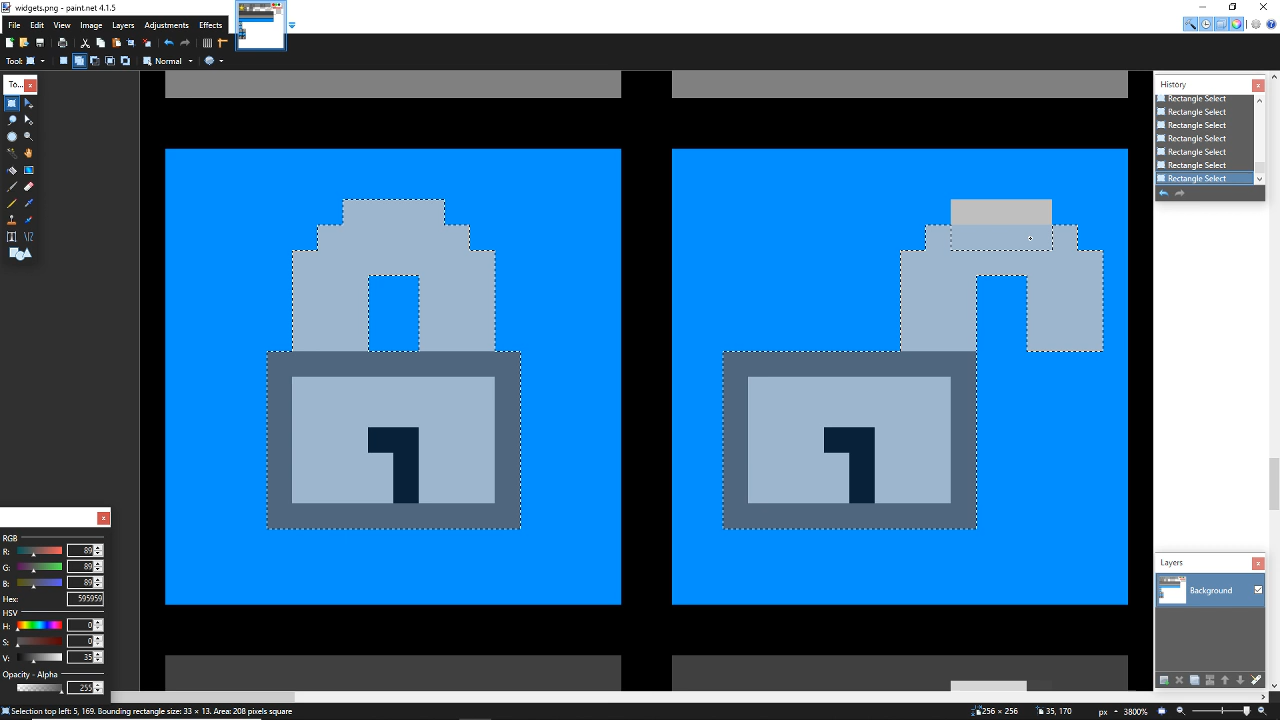 widgets.png - paint.net 4.1.5
File Edit View Image Layers Adjustments Effects
Tool: Normal
To...
History
Rectangle Select
Rectangle Select
Rectangle Select
Rectangle Select
Rectangle Select
Rectangle Select
Rectangle Select
RGB
R: 89
G: 89
B: 89
Hex: 595959
HSV
H: 0
S: 0
V: 35
Opacity - Alpha
255
Layers
Background
Selection top left: 5, 169. Bounding rectangle size: 33 × 13. Area: 208 pixels square
256 × 256
35, 170
px
3800%